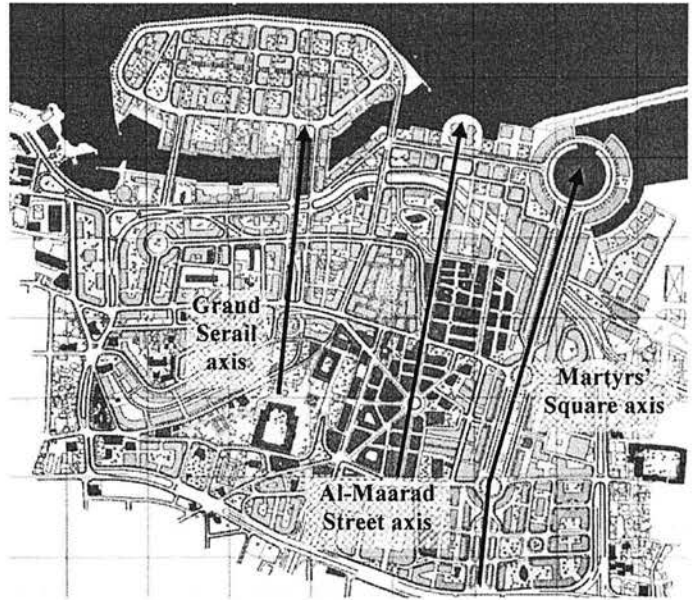 Grand
Serail
axis
Martyrs'
Square axis
Al-Maarad
Street axis